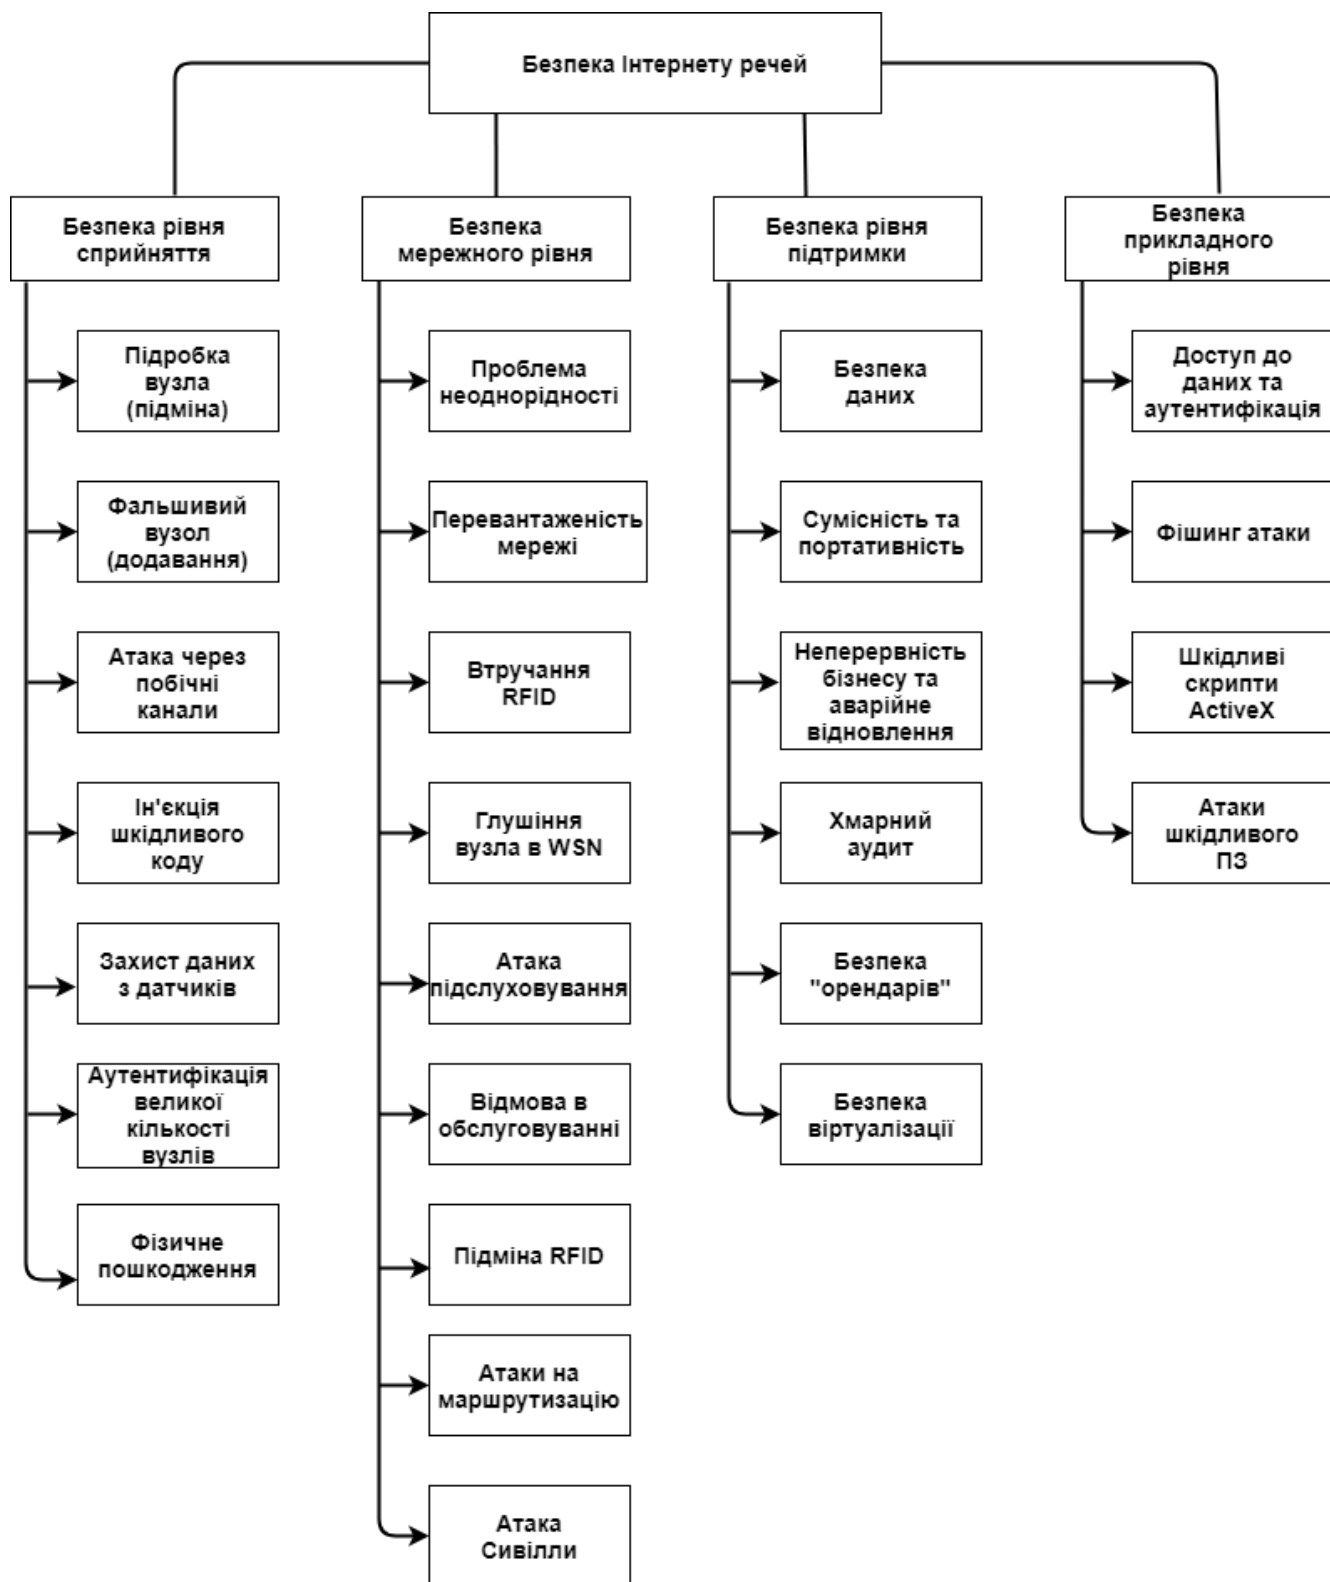 Безпека Інтернету речей
Безпека рівня
сприйняття
Підробка
вузла
(підміна)
Фальшивий
вузол
(додавання)
Атака через
побічні
канали
Ін'єкція
шкідливого
коду
Захист даних
з датчиків
Аутентифікація
великої
кількості
вузлів
Фізичне
пошкодження
Безпека
мережного рівня
Проблема
неоднорідності
Перевантаженість
мережі
Втручання
RFID
Глушіння
вузла в WSN
Атака
підслуховування
Відмова в
обслуговуванні
Підміна RFID
Атаки на
маршрутизацію
Атака
Сивілли
Безпека рівня
підтримки
Безпека
даних
Сумісність та
портативність
Неперервність
бізнесу та
аварійне
відновлення
Хмарний
аудит
Безпека
"орендарів"
Безпека
віртуалізації
Безпека
прикладного
рівня
Доступ до
даних та
аутентифікація
Фішинг атаки
Шкідливі
скрипти
ActiveX
Атаки
шкідливого
ПЗ